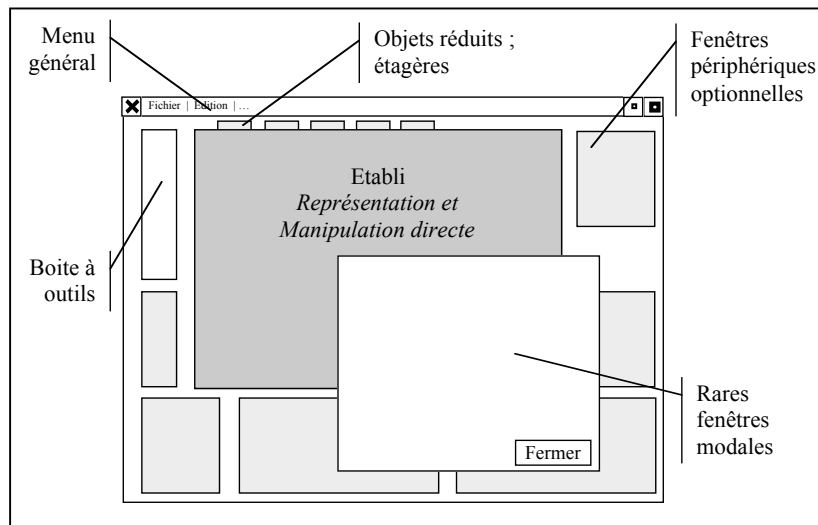 Menu
général
Objets réduits ;
étagères
Fenêtres
périphériques
optionnelles
Fichier | Edition | ...
Etabli
Représentation et
Manipulation directe
Boite à
outils
Rares
fenêtres
modales
Fermer